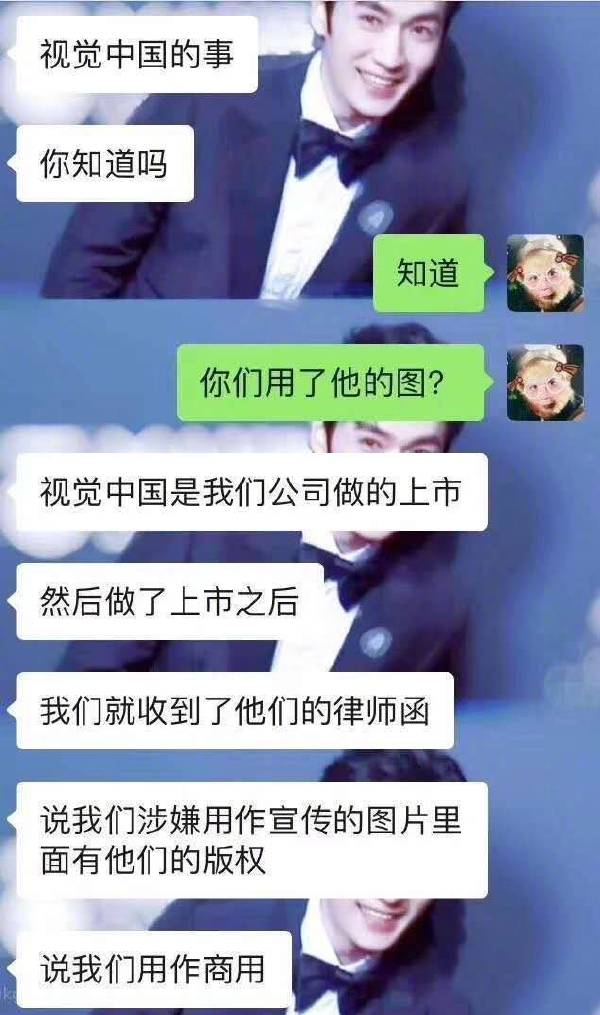 视觉中国的事
你知道吗
知道
你们用了他的图?
视觉中国是我们公司做的上市
然后做了上市之后
我们就收到了他们的律师函
说我们涉嫌用作宣传的图片里
面有他们的版权
说我们用作商用